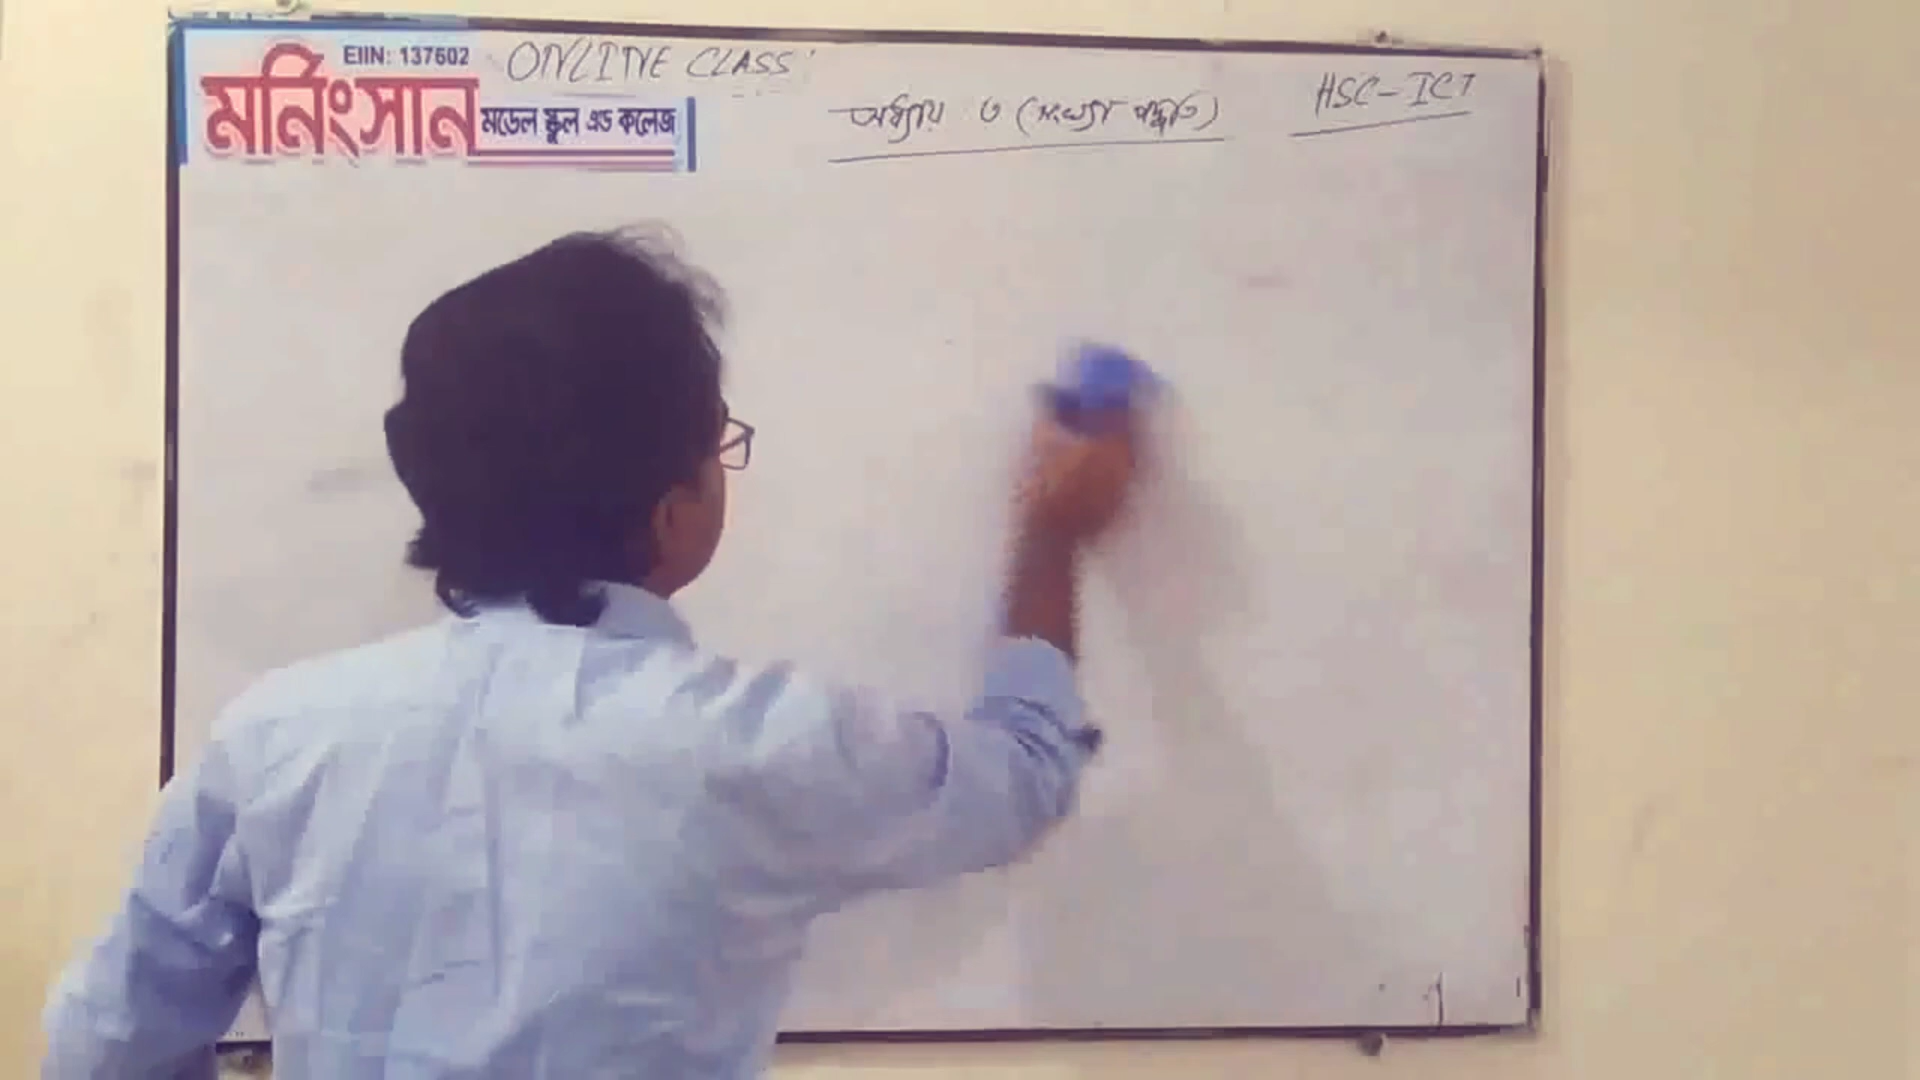 EIIN: 137602 ONLINE CLASS
মর্নিংসান মডেল স্কুল এন্ড কলেজ
অধ্যায় ৩ (সংখ্যা পদ্ধতি)
HSC-ICT